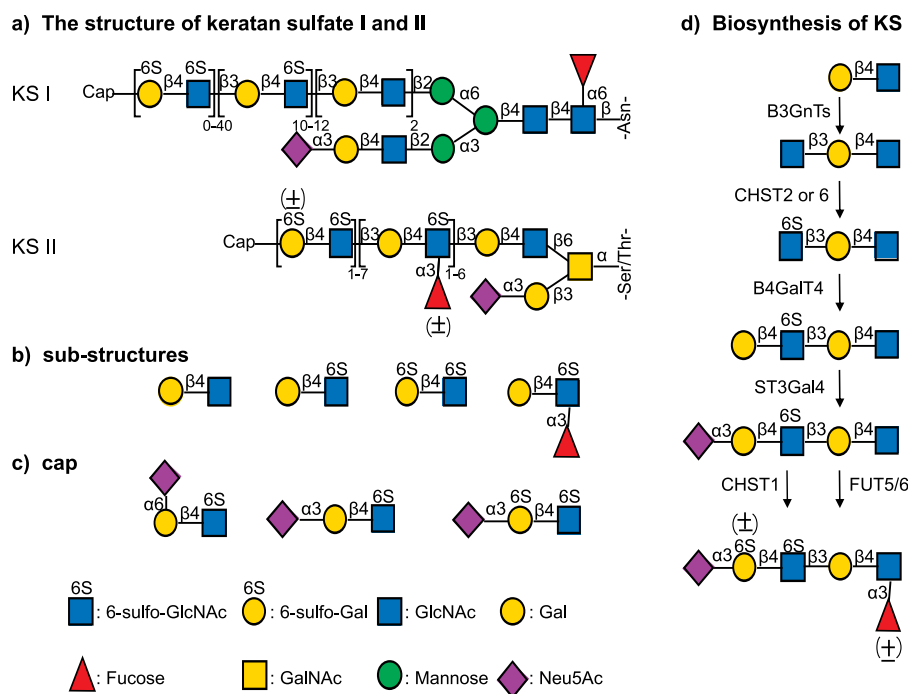 a) The structure of keratan sulfate I and II
KS I
Cap
6S β4 6S β3 β4 6S β3 β4 β2 α6 β4 β4 α6 β -Asn-
0-40 10-12 2
α3 β4 β2 α3
KS II
(±)
Cap
6S β4 6S β3 β4 6S β3 β4 β6 α -Ser/Thr-
1-7 α3 1-6 α3 β3
(±)
b) sub-structures
β4
β4 6S
6S β4 6S
β4 6S α3
c) cap
α6 β4 6S
α3 β4 6S
α3 6S β4 6S
6S : 6-sulfo-GlcNAc
6S : 6-sulfo-Gal
: GlcNAc
: Gal
: Fucose
: GalNAc
: Mannose
: Neu5Ac
d) Biosynthesis of KS
β4
B3GnTs
β3 β4
CHST2 or 6
6S β3 β4
B4GalT4
β4 6S β3 β4
ST3Gal4
α3 β4 6S β3 β4
CHST1 FUT5/6
(±)
α3 6S β4 6S β3 β4
α3
(±)